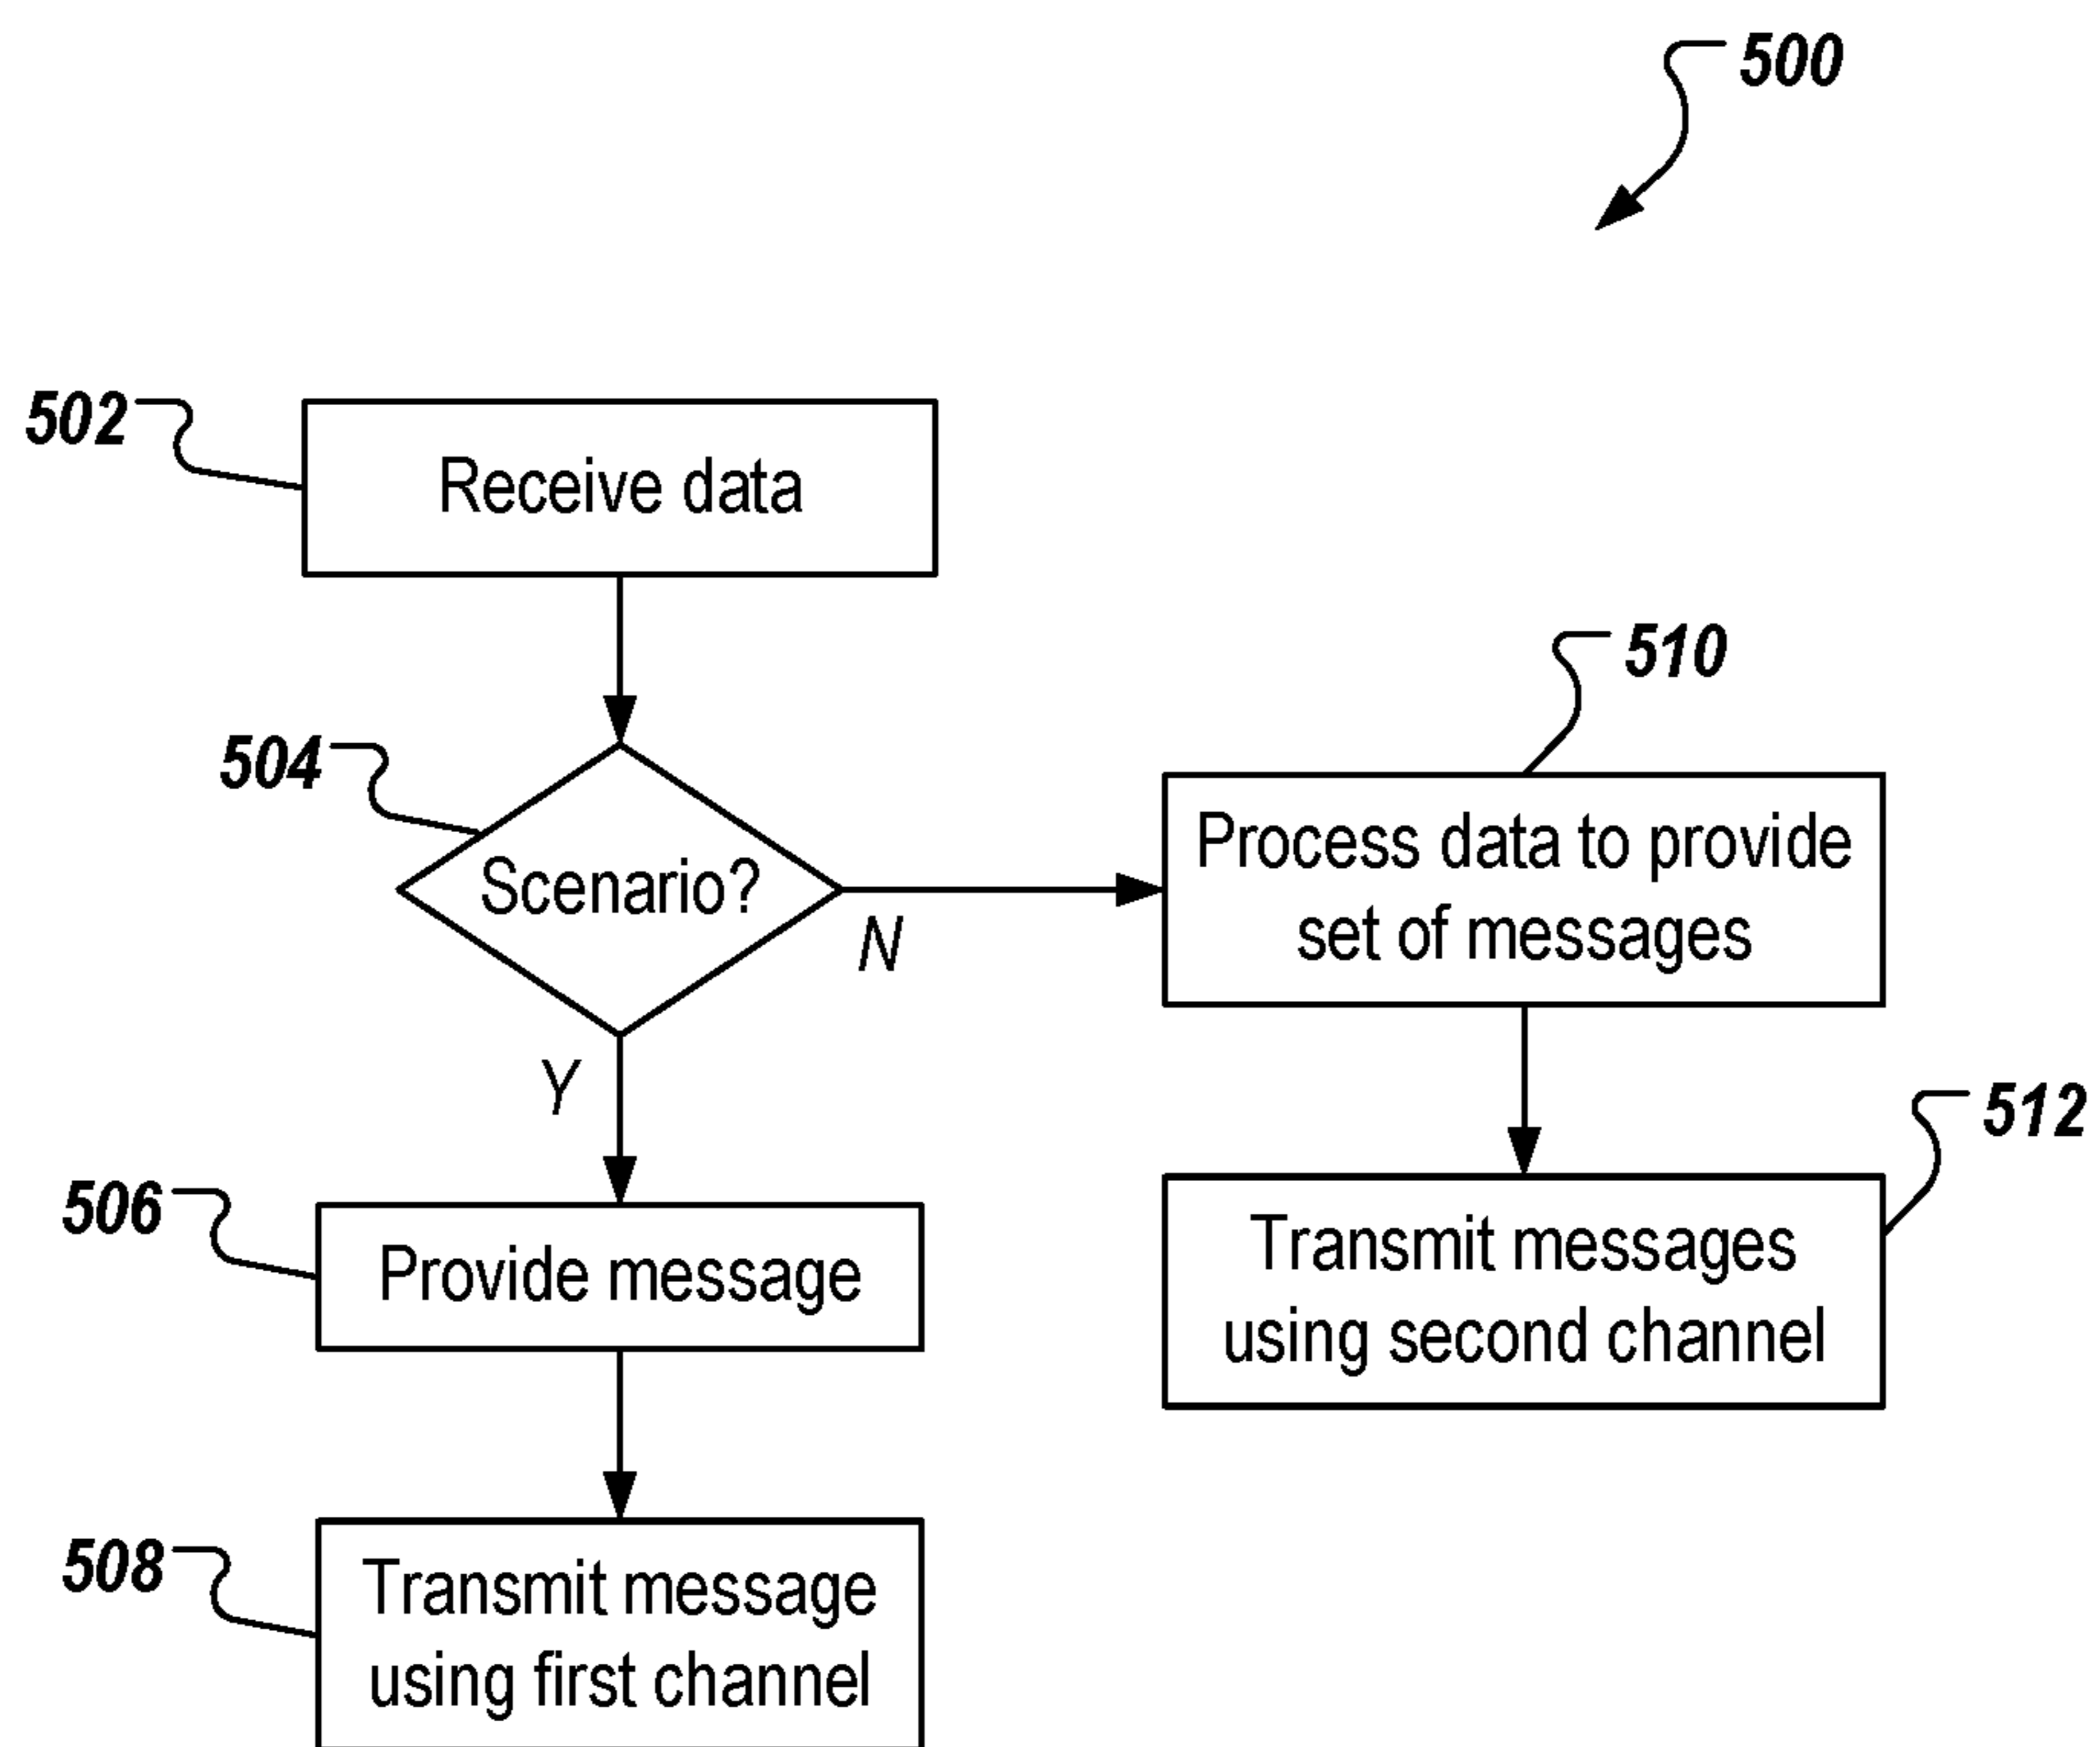 500
502
Receive data
504
Scenario?
N
Y
510
Process data to provide
set of messages
506
Provide message
512
Transmit messages
using second channel
508
Transmit message
using first channel